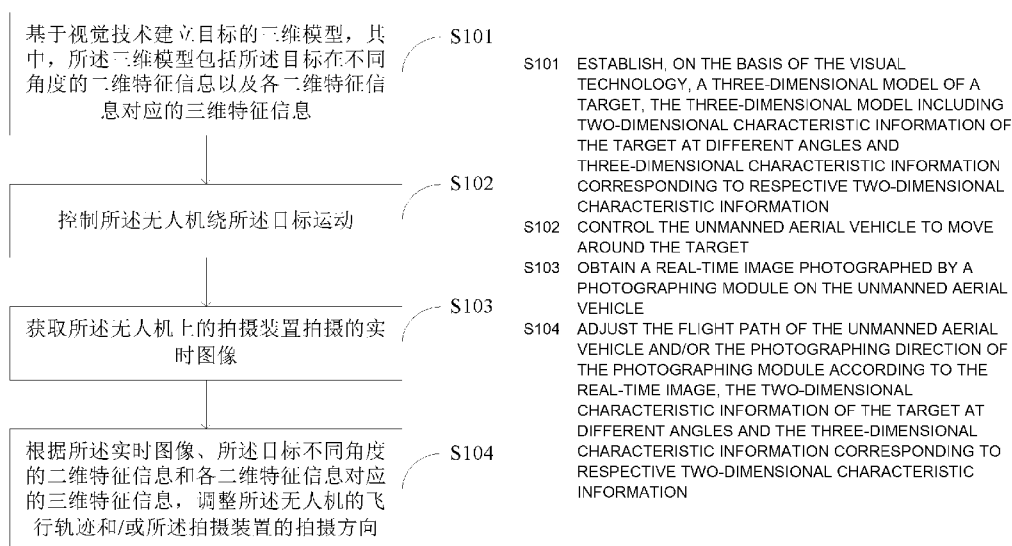 基于视觉技术建立目标的三维模型，其
中，所述三维模型包括所述目标在不同
角度的二维特征信息以及各二维特征信
息对应的三维特征信息
S101
控制所述无人机绕所述目标运动
S102
获取所述无人机上的拍摄装置拍摄的实
时图像
S103
根据所述实时图像、所述目标不同角度
的二维特征信息和各二维特征信息对应
的三维特征信息，调整所述无人机的飞
行轨迹和/或所述拍摄装置的拍摄方向
S104
S101 ESTABLISH, ON THE BASIS OF THE VISUAL
TECHNOLOGY, A THREE-DIMENSIONAL MODEL OF A
TARGET, THE THREE-DIMENSIONAL MODEL INCLUDING
TWO-DIMENSIONAL CHARACTERISTIC INFORMATION OF
THE TARGET AT DIFFERENT ANGLES AND
THREE-DIMENSIONAL CHARACTERISTIC INFORMATION
CORRESPONDING TO RESPECTIVE TWO-DIMENSIONAL
CHARACTERISTIC INFORMATION
S102 CONTROL THE UNMANNED AERIAL VEHICLE TO MOVE
AROUND THE TARGET
S103 OBTAIN A REAL-TIME IMAGE PHOTOGRAPHED BY A
PHOTOGRAPHING MODULE ON THE UNMANNED AERIAL
VEHICLE
S104 ADJUST THE FLIGHT PATH OF THE UNMANNED AERIAL
VEHICLE AND/OR THE PHOTOGRAPHING DIRECTION OF
THE PHOTOGRAPHING MODULE ACCORDING TO THE
REAL-TIME IMAGE, THE TWO-DIMENSIONAL
CHARACTERISTIC INFORMATION OF THE TARGET AT
DIFFERENT ANGLES AND THE THREE-DIMENSIONAL
CHARACTERISTIC INFORMATION CORRESPONDING TO
RESPECTIVE TWO-DIMENSIONAL CHARACTERISTIC
INFORMATION